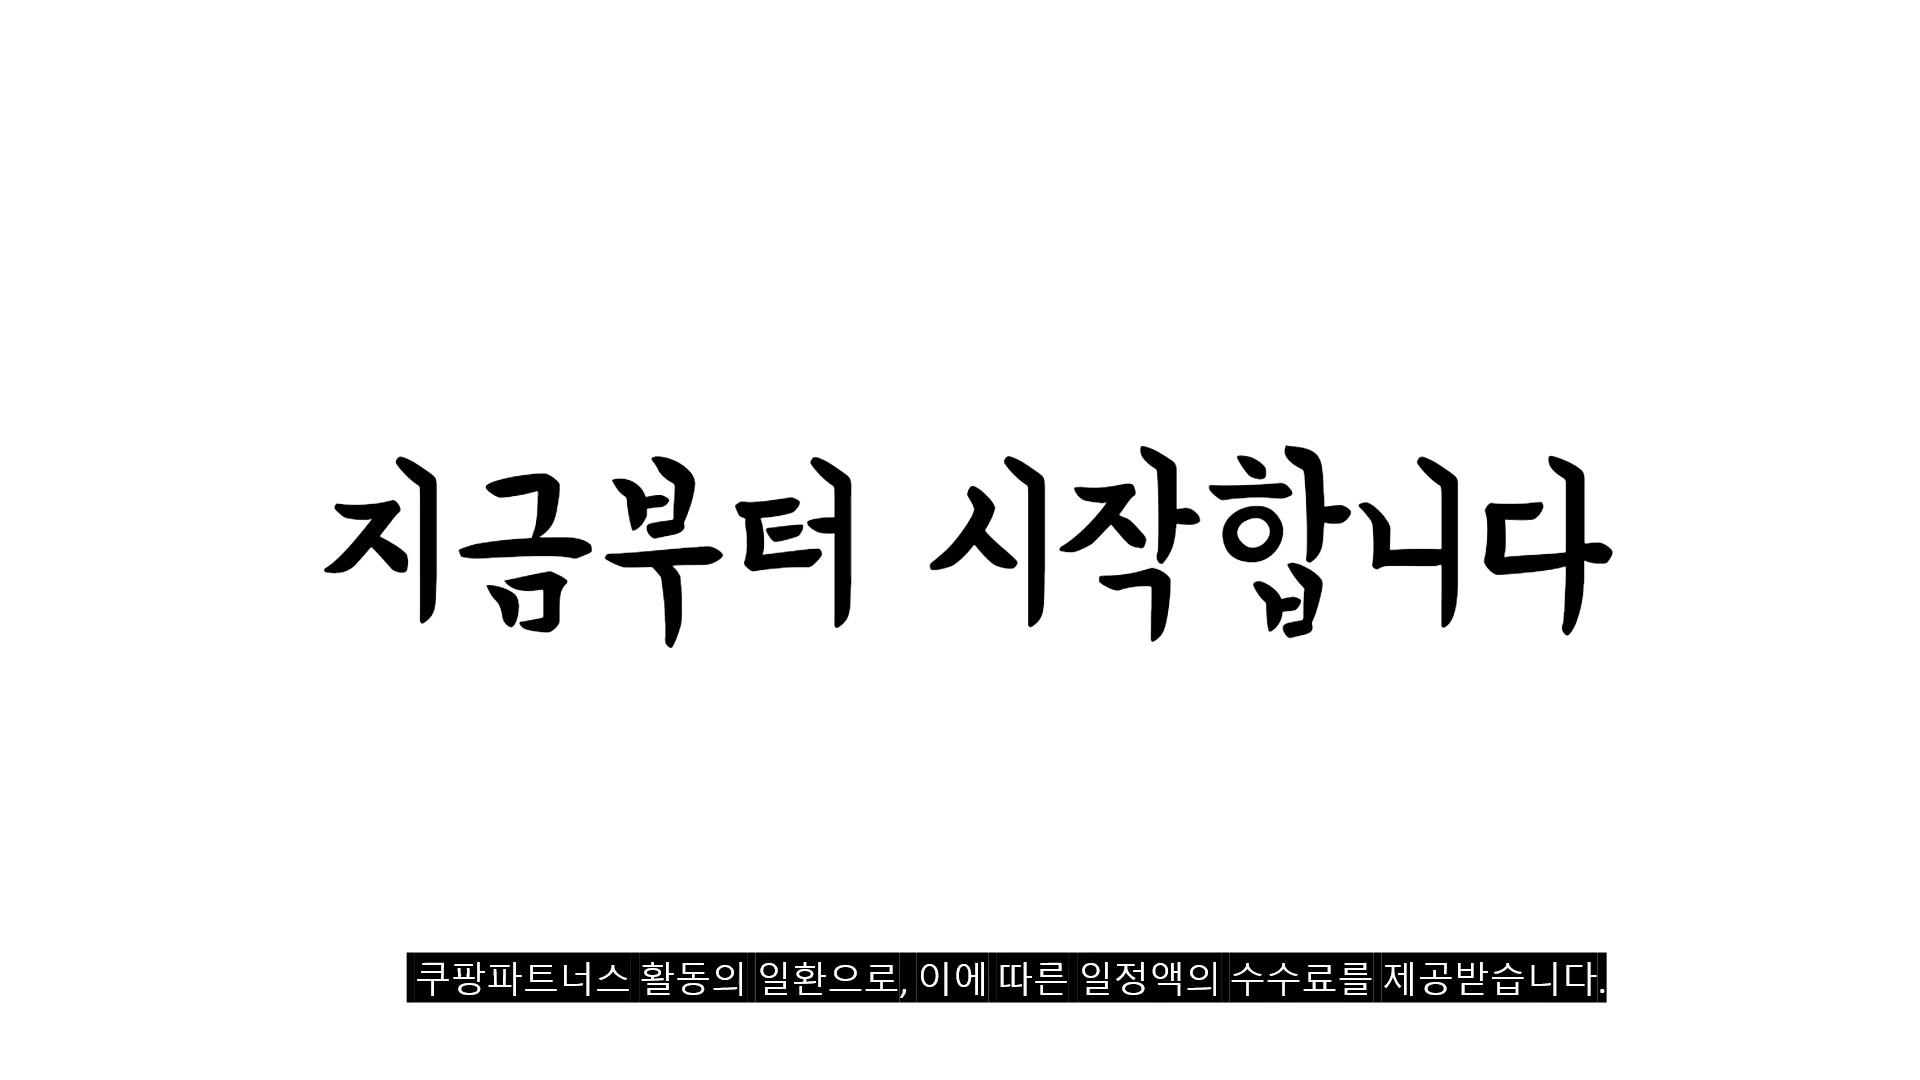 지금부터 시작합니다
쿠팡파트너스 활동의 일환으로, 이에 따른 일정액의 수수료를 제공받습니다.